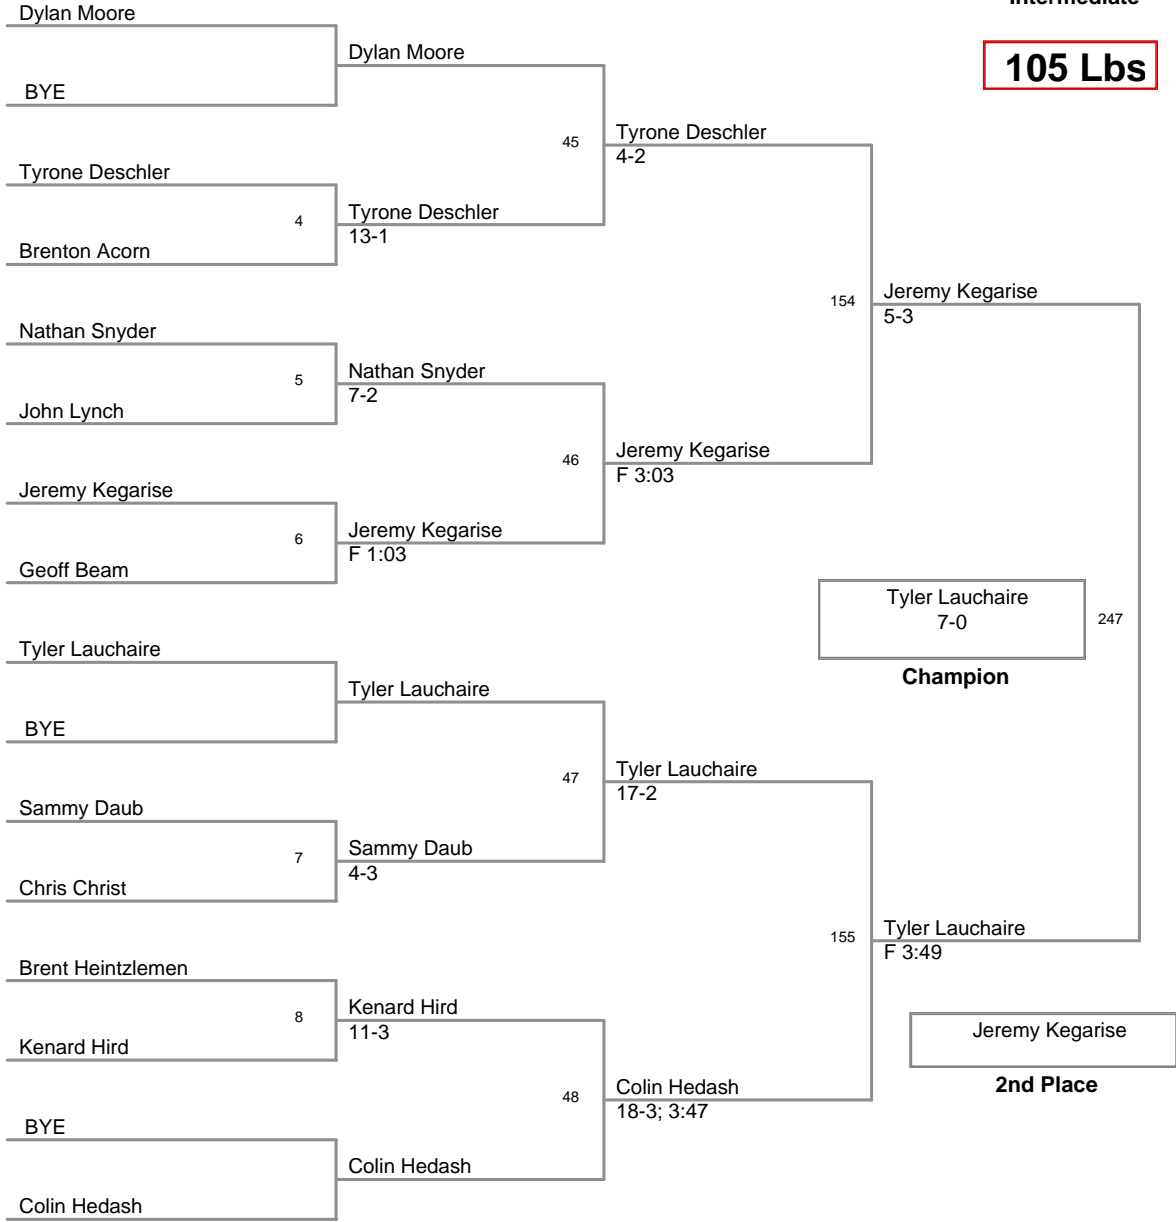 Intermediate
105 Lbs
Dylan Moore
BYE
Dylan Moore
Tyrone Deschler
4
Brenton Acorn
Tyrone Deschler
13-1
45
Tyrone Deschler
4-2
Nathan Snyder
5
John Lynch
Nathan Snyder
7-2
Jeremy Kegarise
6
Geoff Beam
Jeremy Kegarise
F 1:03
46
Jeremy Kegarise
F 3:03
154
Jeremy Kegarise
5-3
Tyler Lauchaire
BYE
Tyler Lauchaire
Sammy Daub
7
Chris Christ
Sammy Daub
4-3
47
Tyler Lauchaire
17-2
Brent Heintzlemen
8
Kenard Hird
Kenard Hird
11-3
BYE
Colin Hedash
Colin Hedash
48
Colin Hedash
18-3; 3:47
155
Tyler Lauchaire
F 3:49
Tyler Lauchaire
7-0
247
Champion
Jeremy Kegarise
2nd Place